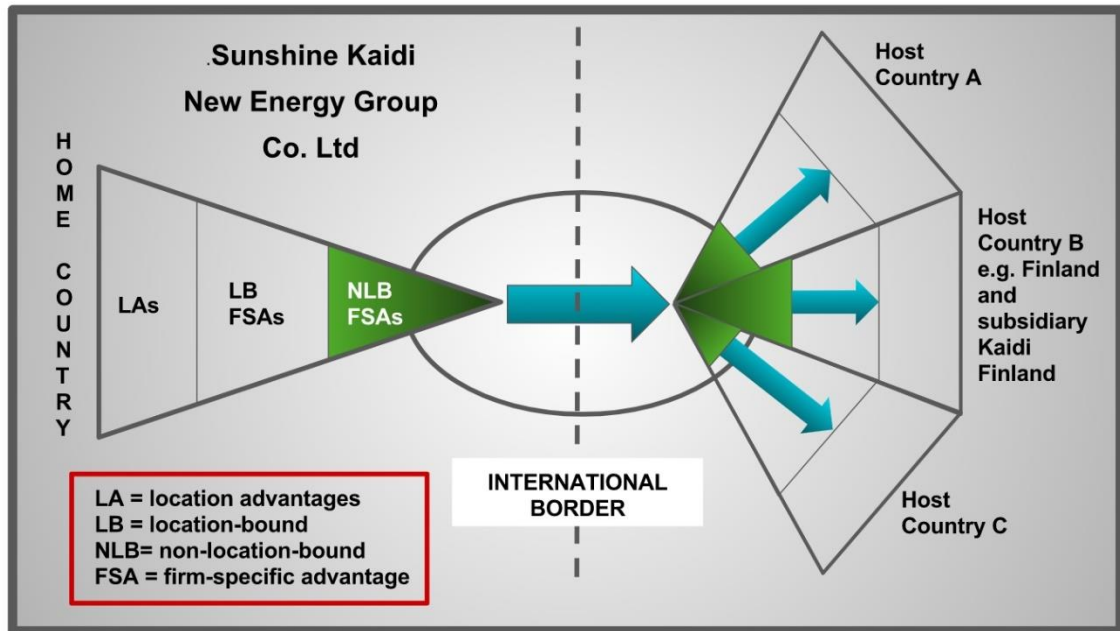 .Sunshine Kaidi
New Energy Group
Co. Ltd
HOME COUNTRY
LAs
LB
FSAs
NLB
FSAs
Host
Country A
Host
Country B
e.g. Finland
and
subsidiary
Kaidi
Finland
Host
Country C
INTERNATIONAL
BORDER
LA = location advantages
LB = location-bound
NLB= non-location-bound
FSA = firm-specific advantage